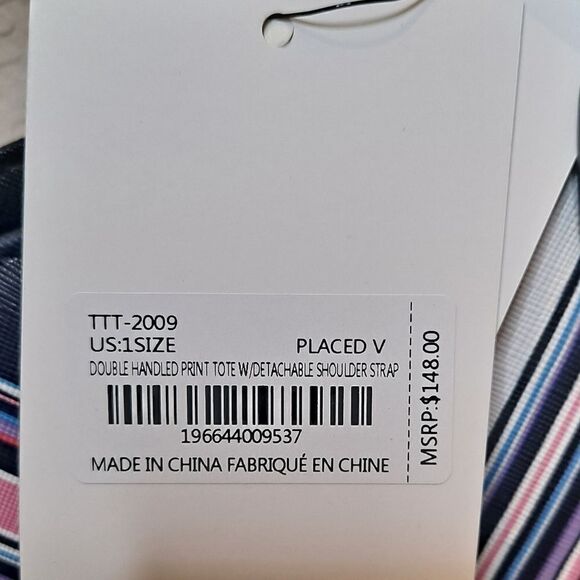 TTT-2009
US:1SIZE PLACED V
DOUBLE HANDLED PRINT TOTE W/DETACHABLE SHOULDER STRAP
196644009537
MADE IN CHINA FABRIQUÉ EN CHINE
MSRP:$148.00